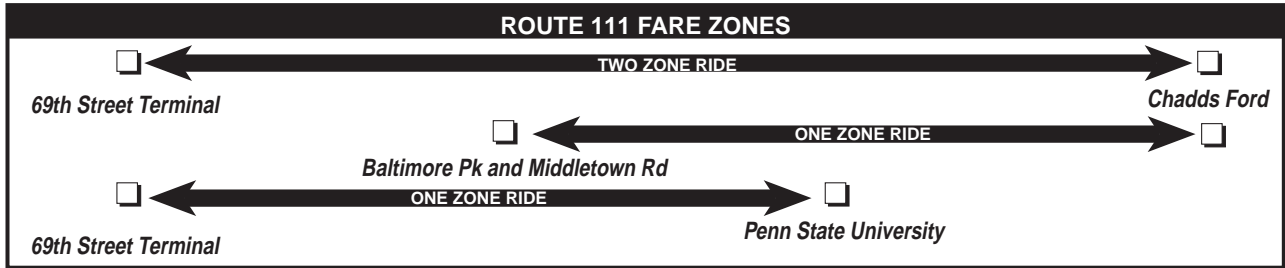 ROUTE 111 FARE ZONES
TWO ZONE RIDE
69th Street Terminal
Chadds Ford
ONE ZONE RIDE
Baltimore Pk and Middletown Rd
ONE ZONE RIDE
Penn State University
69th Street Terminal